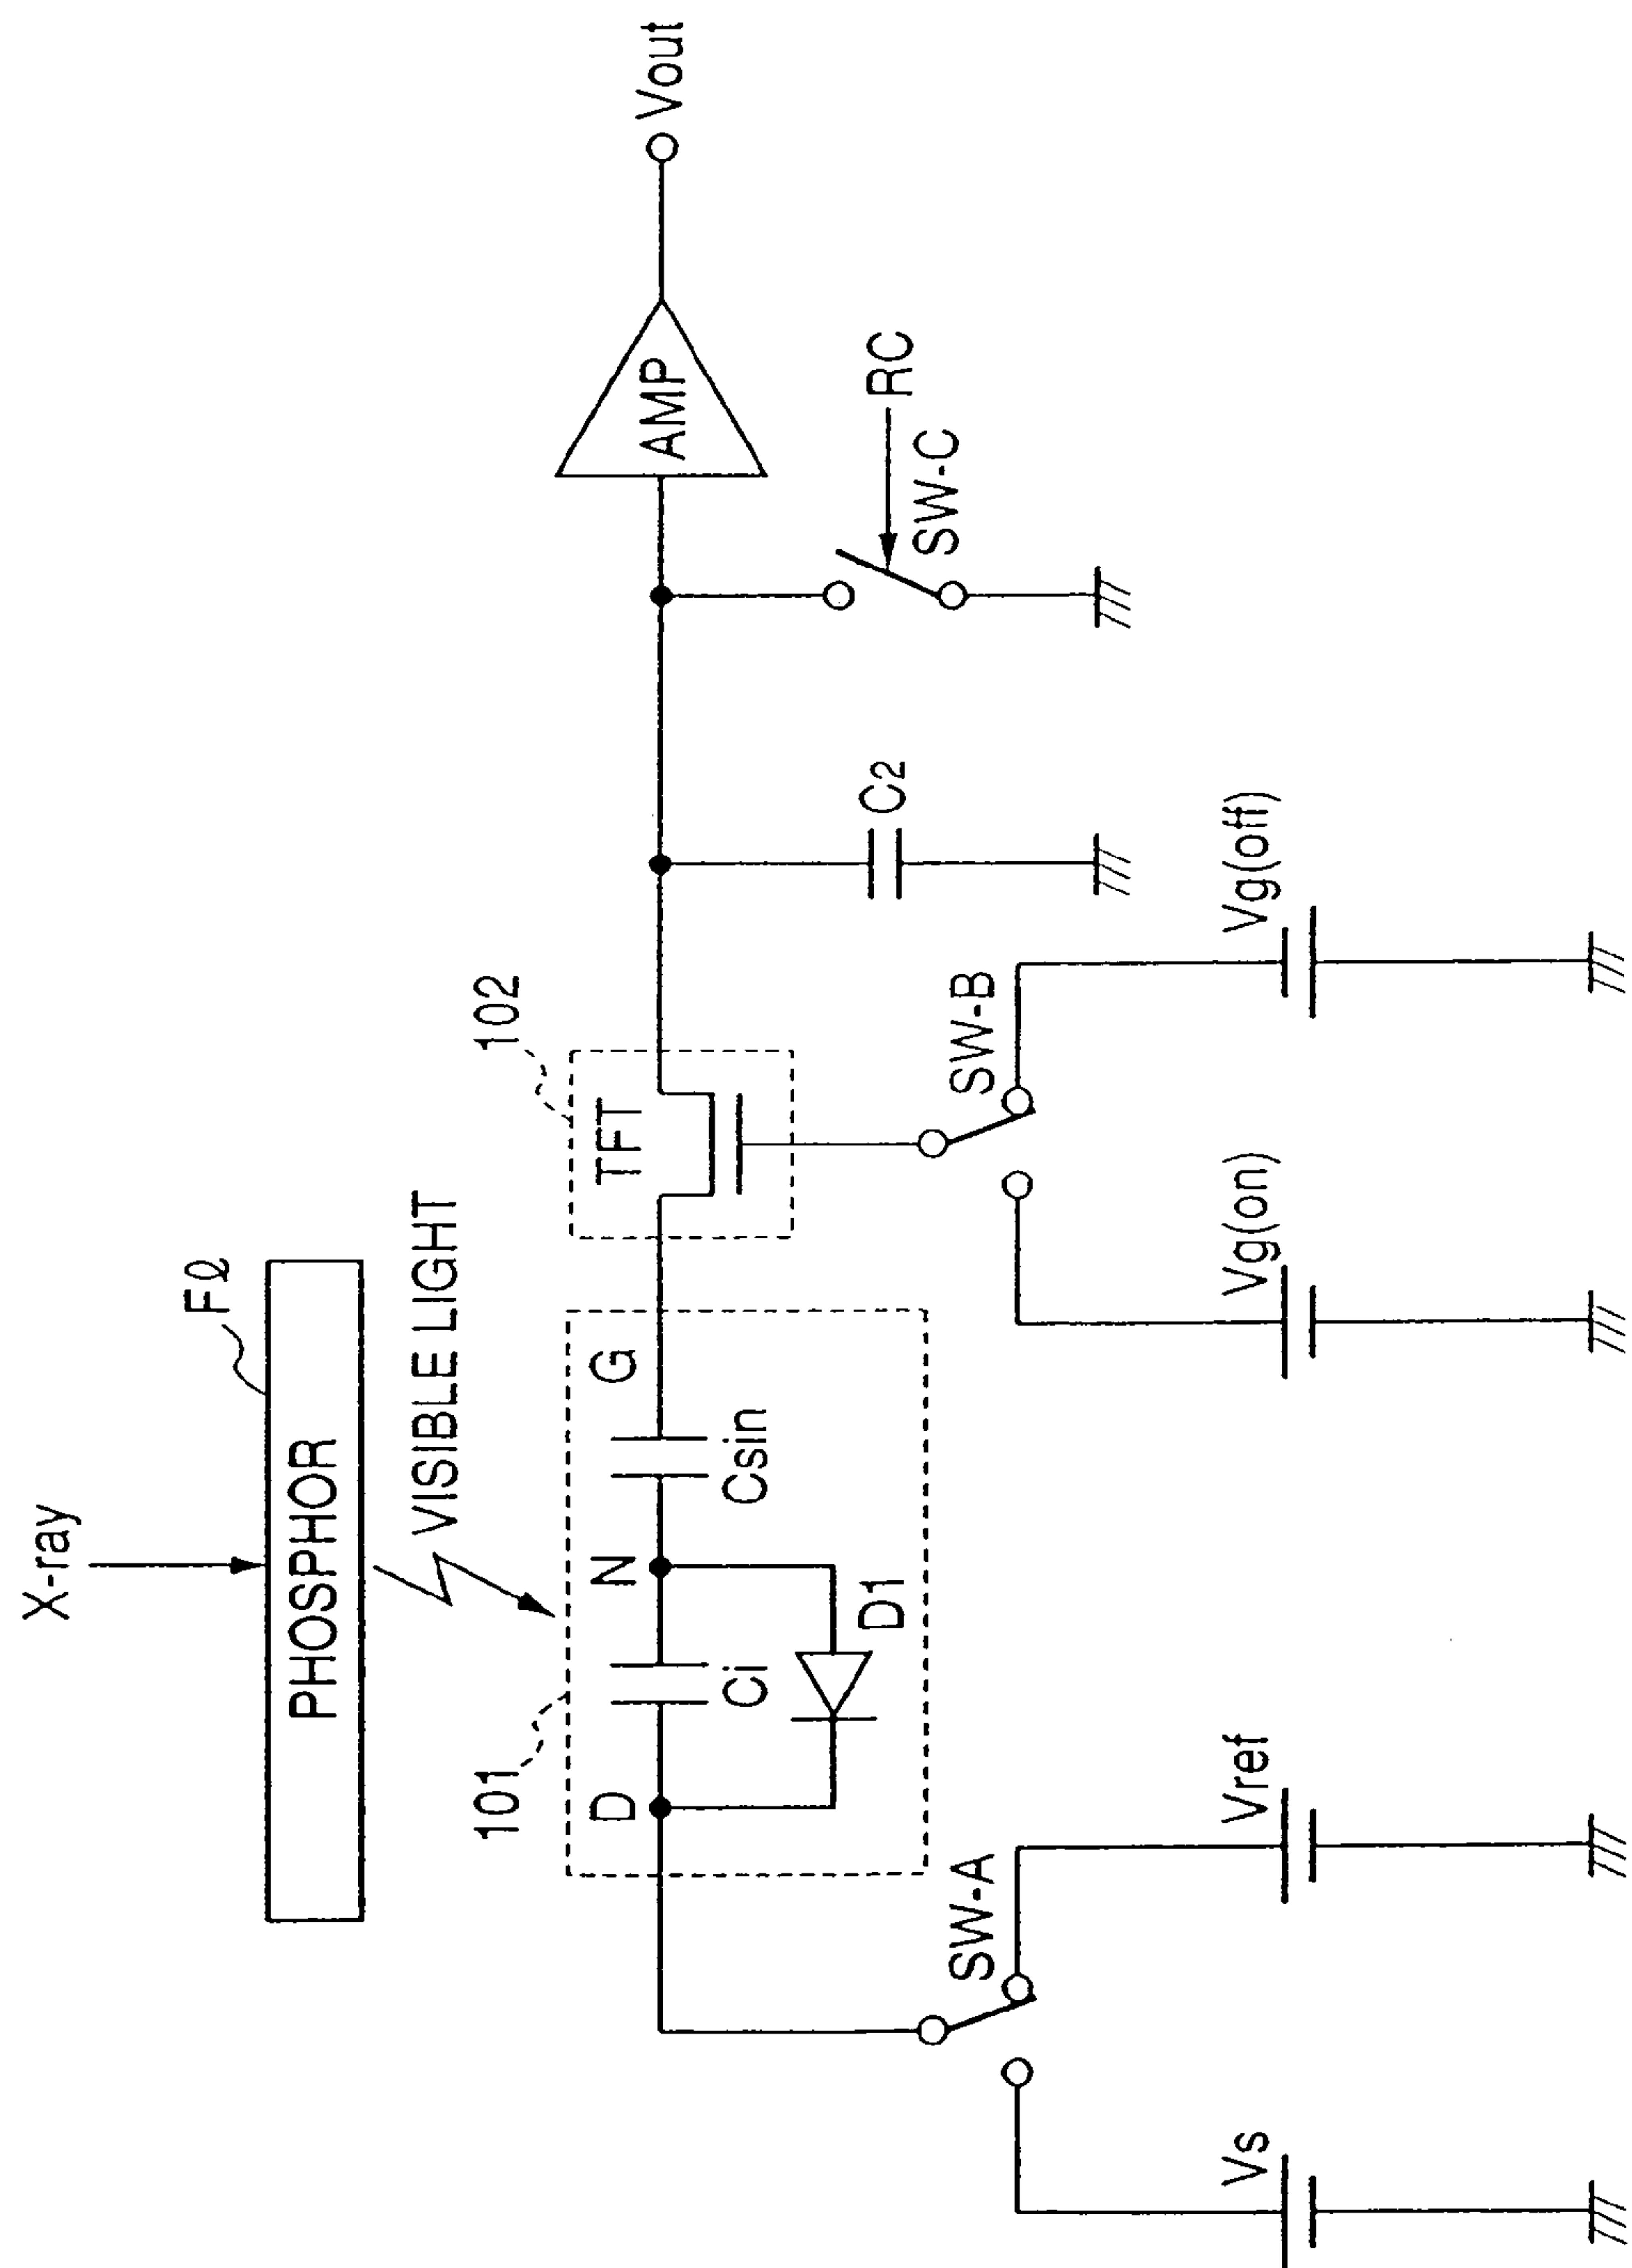 X-ray
Fℓ
PHOSPHOR
VISIBLE LIGHT
101
102
D
N
G
TFT
Ci
Csin
D1
AMP
Vout
C2
RC
SW-C
SW-A
SW-B
Vs
Vref
Vg(on)
Vg(off)